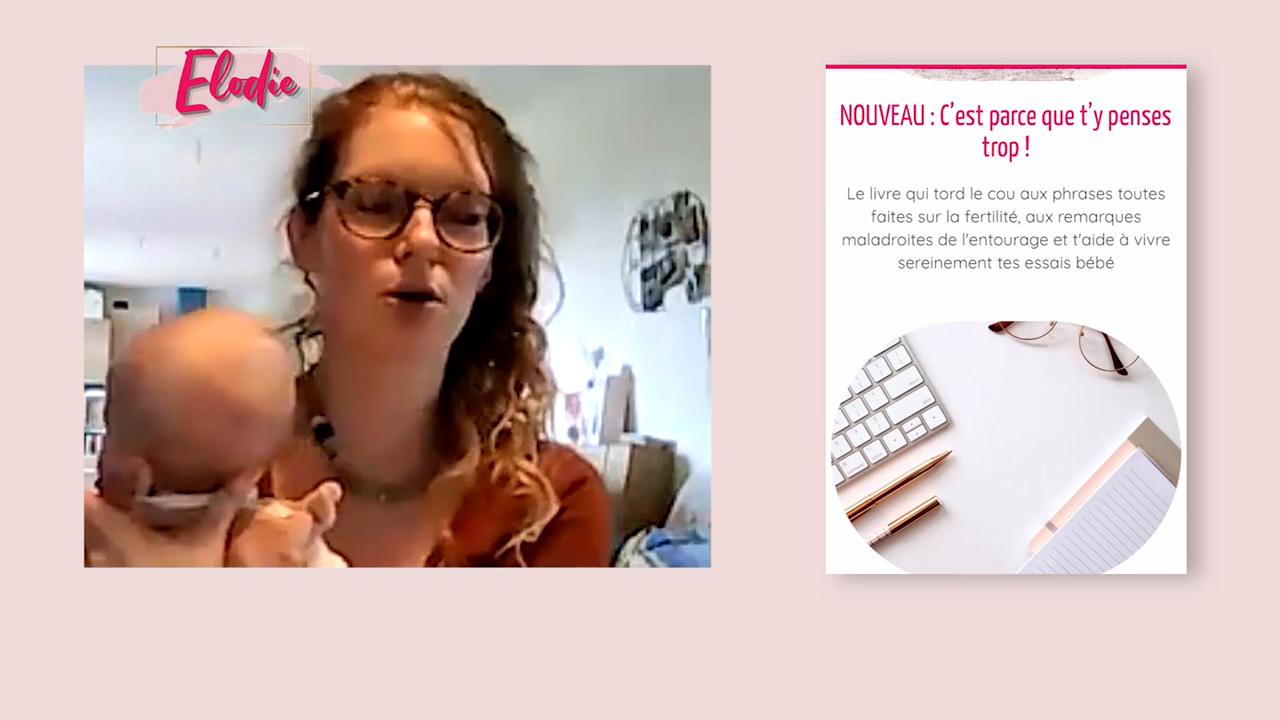 Elodie
NOUVEAU : C'est parce que t'y penses
trop !
Le livre qui tord le cou aux phrases toutes
faites sur la fertilité, aux remarques
maladroites de l'entourage et t'aide à vivre
sereinement tes essais bébé